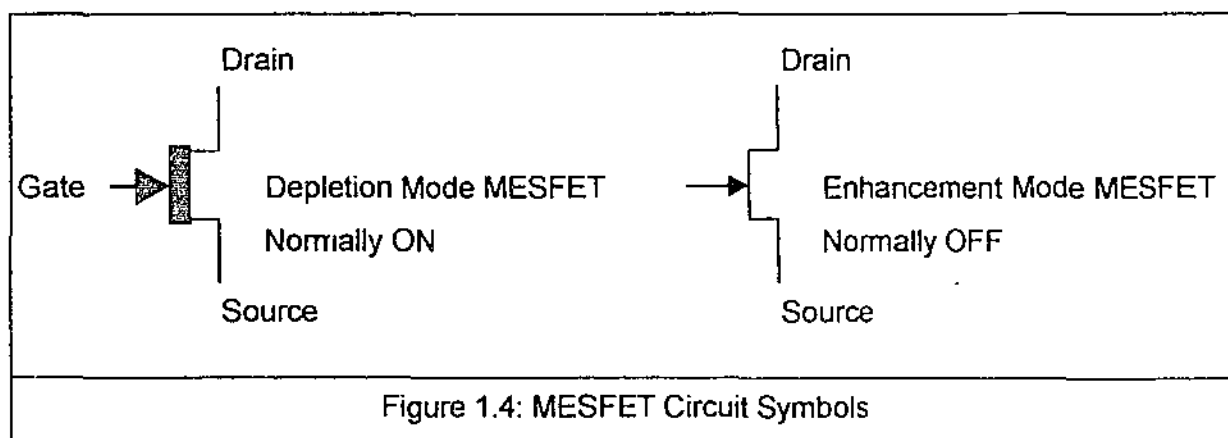 Drain
Drain
Gate
Depletion Mode MESFET
Enhancement Mode MESFET
Normally ON
Normally OFF
Source
Source
Figure 1.4: MESFET Circuit Symbols